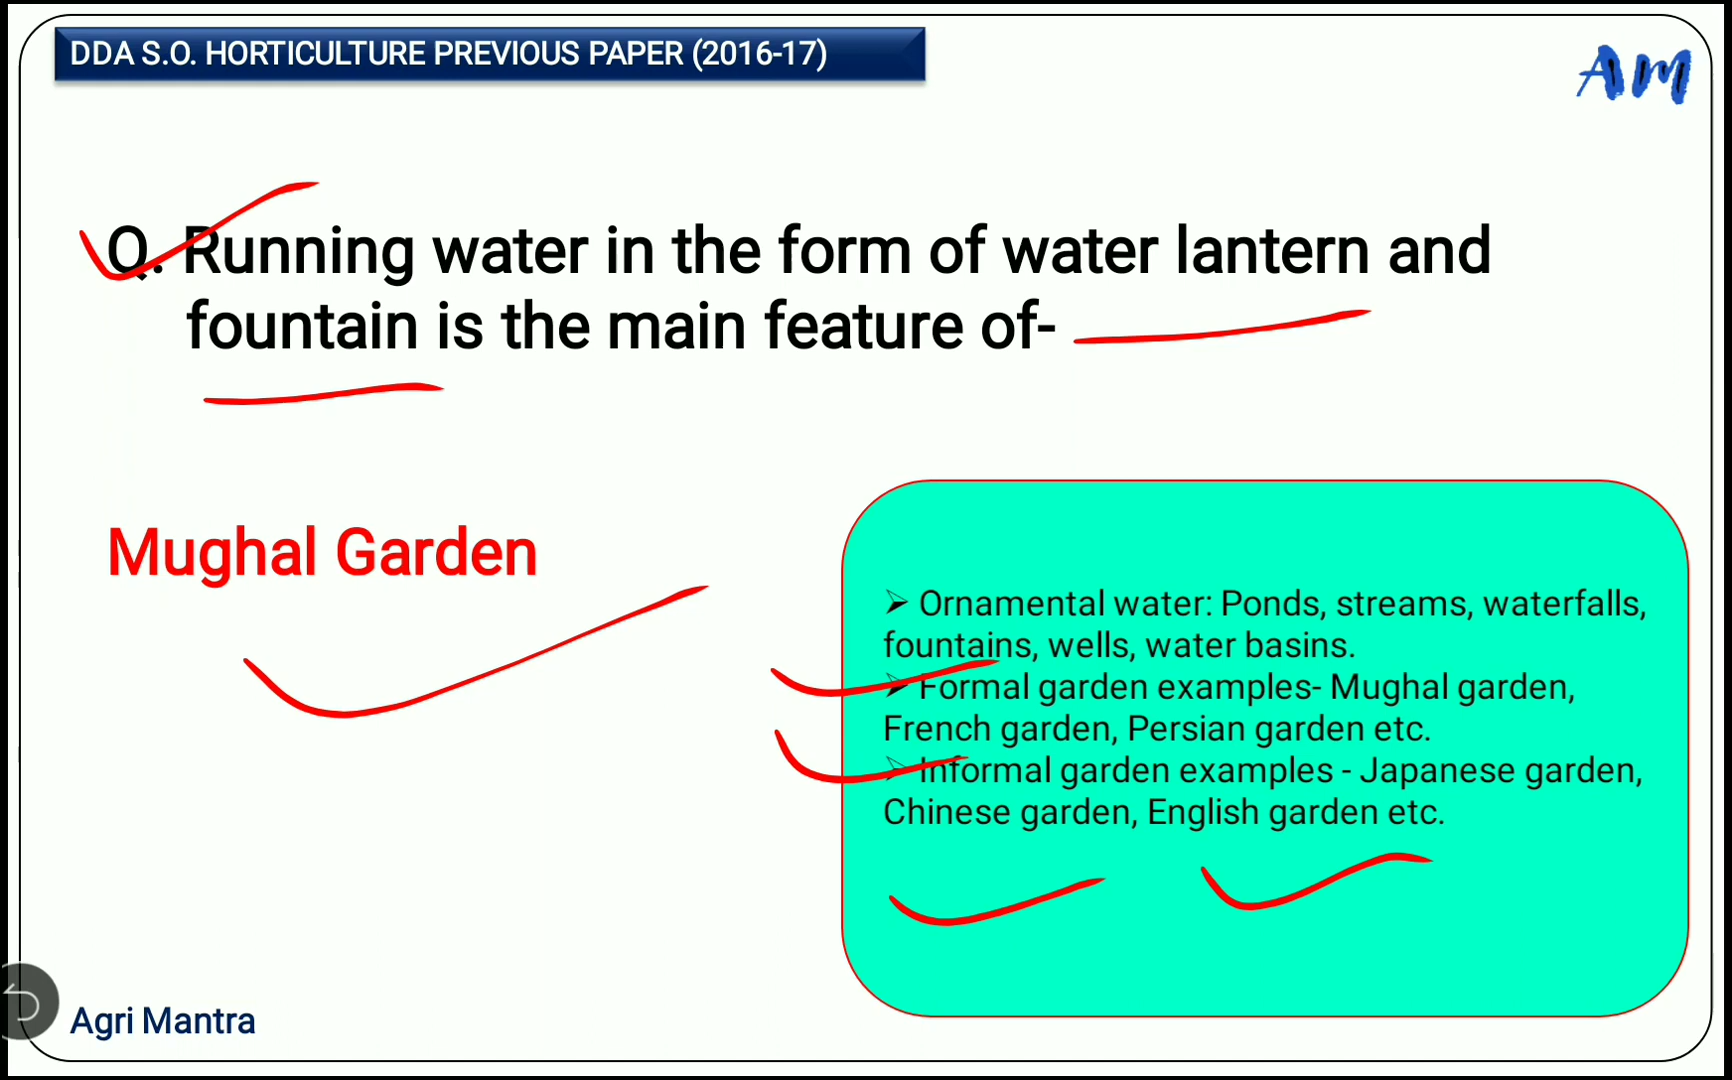 DDA S.O. HORTICULTURE PREVIOUS PAPER (2016-17)
AM
Q. Running water in the form of water lantern and
fountain is the main feature of-
Mughal Garden
➢ Ornamental water: Ponds, streams, waterfalls,
fountains, wells, water basins.
➢ Formal garden examples- Mughal garden,
French garden, Persian garden etc.
➢ Informal garden examples - Japanese garden,
Chinese garden, English garden etc.
Agri Mantra